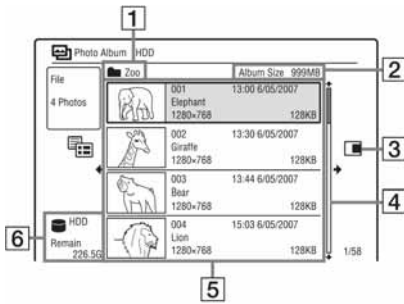 1
Photo Album HDD
Zoo
Album Size 999MB
2
File
4 Photos
001 13:00 6/05/2007
Elephant
1280×768 128KB
002 13:30 6/05/2007
Giraffe
1280×768 128KB
3
003 13:44 6/05/2007
Bear
1280×768 128KB
4
6
HDD
Remain
226.5G
004 15:03 6/05/2007
Lion
1280×768 128KB
1/58
5